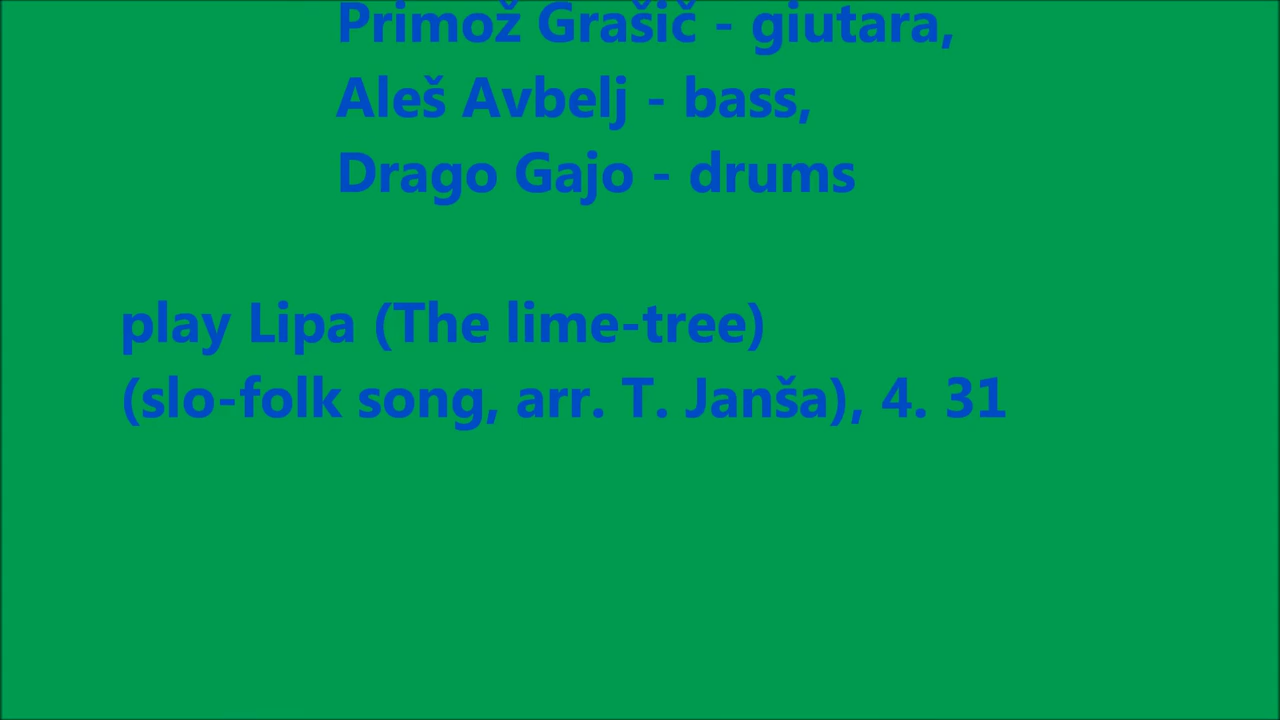 Primož Grašič - giutara,
Aleš Avbelj - bass,
Drago Gajo - drums
play Lipa (The lime-tree)
(slo-folk song, arr. T. Janša), 4. 31